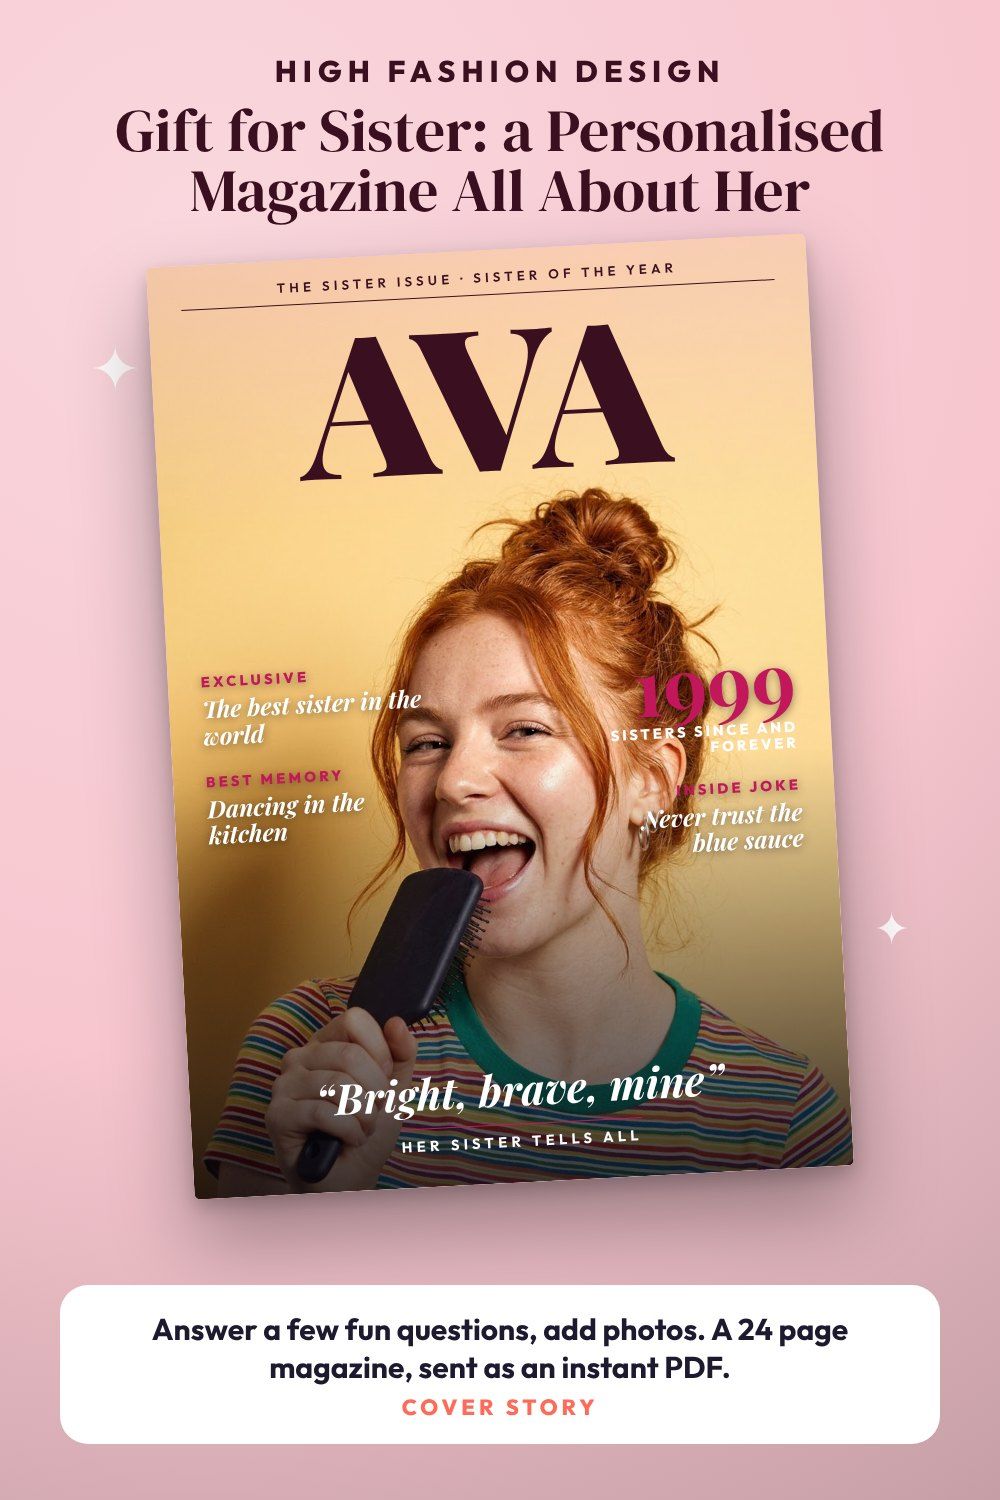 HIGH FASHION DESIGN
Gift for Sister: a Personalised
Magazine All About Her
THE SISTER ISSUE · SISTER OF THE YEAR
AVA
EXCLUSIVE
The best sister in the
world
BEST MEMORY
Dancing in the
kitchen
1999
SISTERS SINCE AND
FOREVER
INSIDE JOKE
Never trust the
blue sauce
“Bright, brave, mine”
HER SISTER TELLS ALL
Answer a few fun questions, add photos. A 24 page
magazine, sent as an instant PDF.
COVER STORY